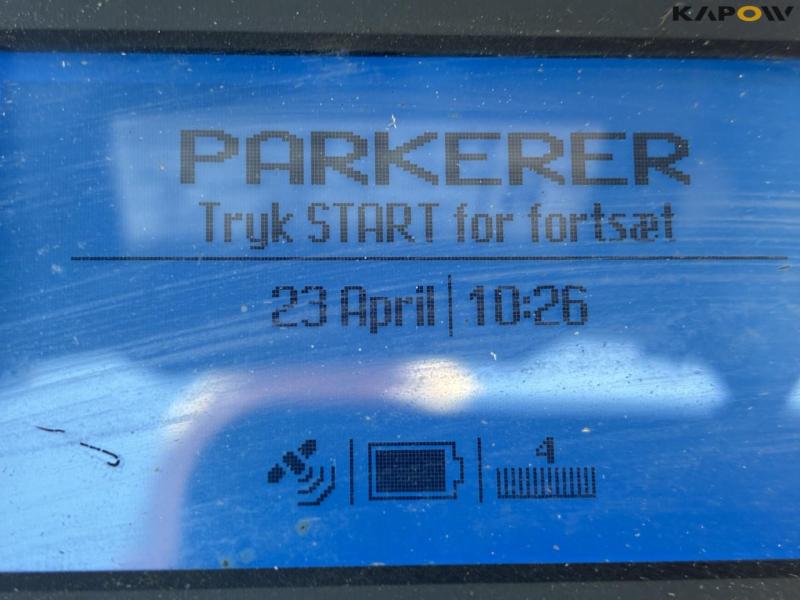 KAPOW
PARKERER
Tryk START for fortsæt
23 April 10:26
4